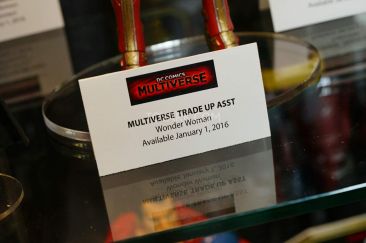 DC COMICS
MULTIVERSE
MULTIVERSE TRADE UP ASST
Wonder Woman
Available January 1, 2016